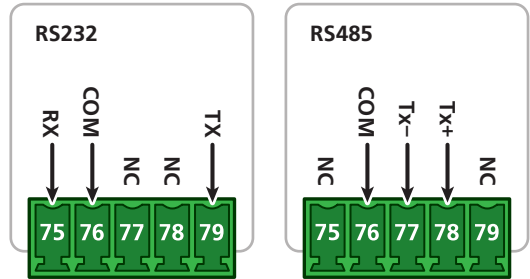 RS232
RX
COM
NC
NC
TX
75 76 77 78 79
RS485
NC
COM
Tx−
Tx+
NC
75 76 77 78 79